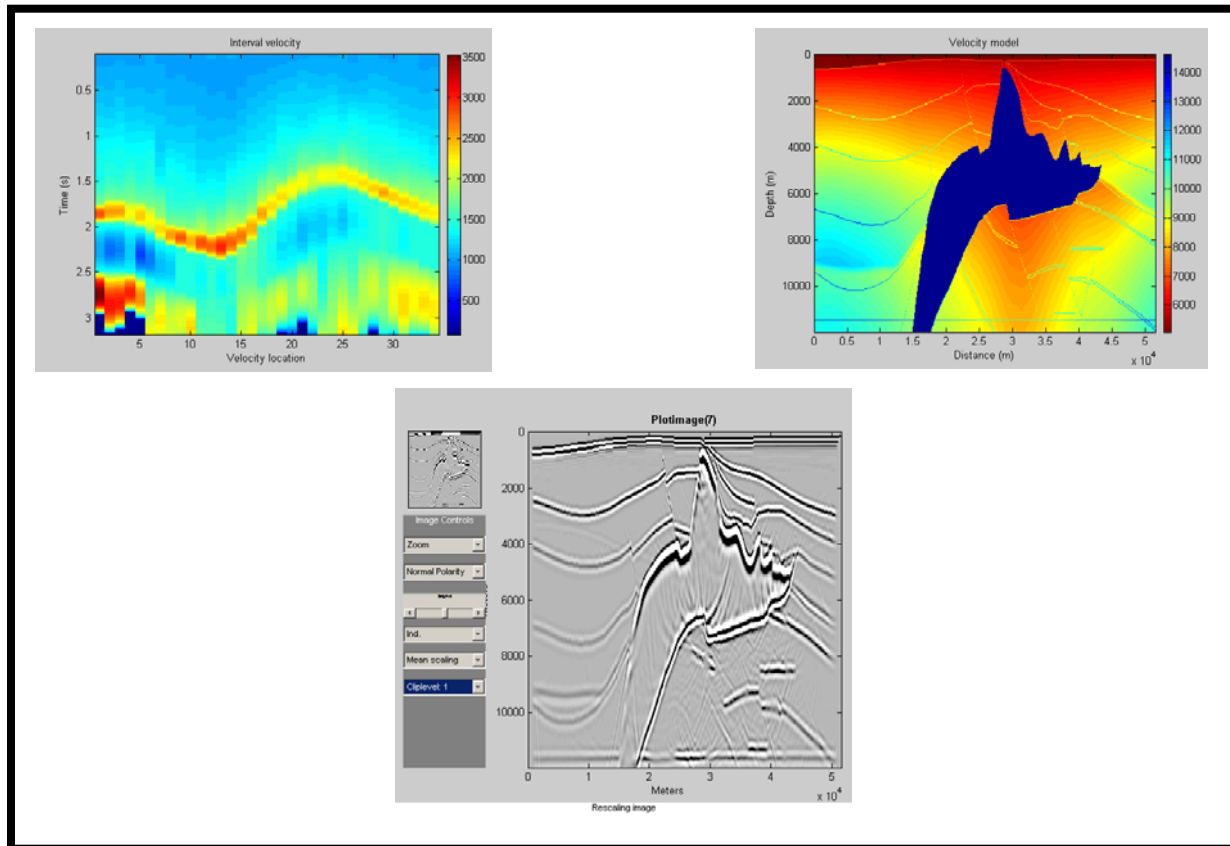 Interval velocity
3500
3000
2500
2000
1500
1000
500
0.5
1
1.5
2
2.5
3
Time (s)
5 10 15 20 25 30
Velocity location
Velocity model
0
2000
4000
6000
8000
10000
Depth (m)
14000
13000
12000
11000
10000
9000
8000
7000
6000
0 0.5 1 1.5 2 2.5 3 3.5 4 4.5 5
Distance (m)
x 10^4
Plotimage(7)
0
2000
4000
6000
8000
10000
Image Controls
Zoom
Normal Polarity
Ind.
Mean scaling
Cliplevel: 1
0 1 2 3 4 5
Meters
x 10^4
Rescaling image